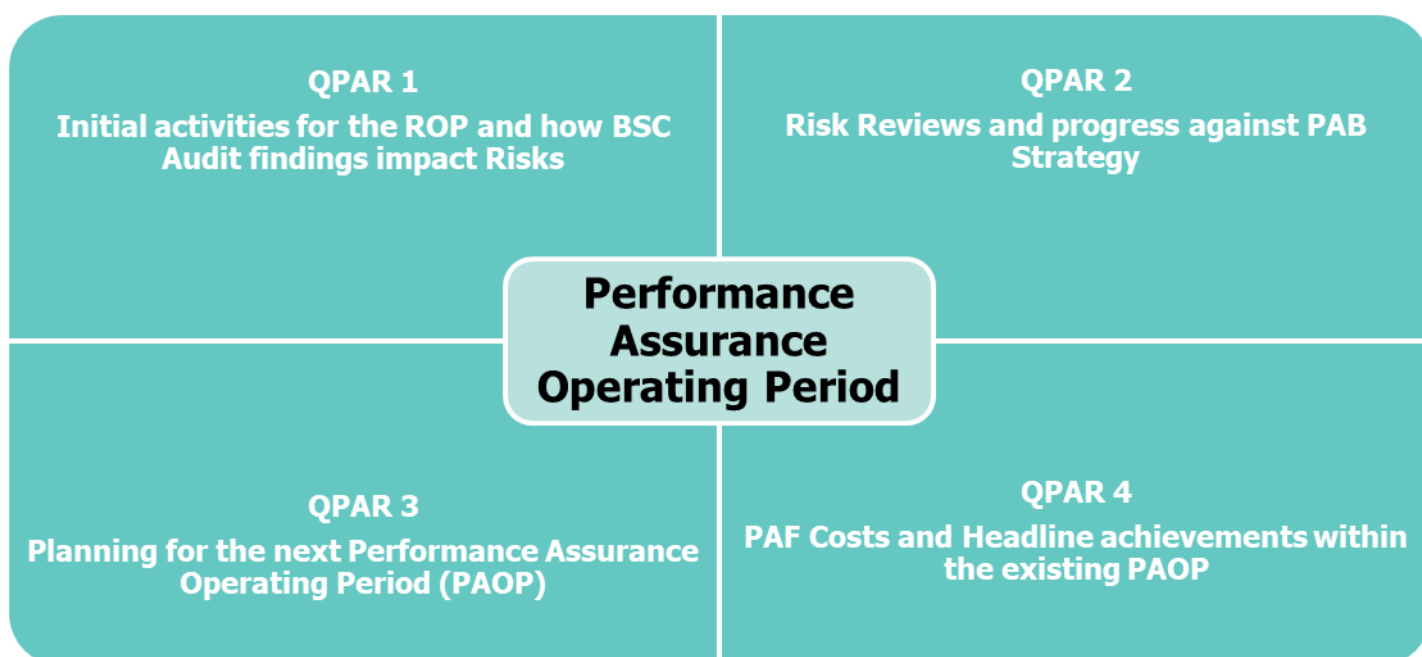 QPAR 1
Initial activities for the ROP and how BSC
Audit findings impact Risks
QPAR 2
Risk Reviews and progress against PAB
Strategy
Performance
Assurance
Operating Period
QPAR 3
Planning for the next Performance Assurance
Operating Period (PAOP)
QPAR 4
PAF Costs and Headline achievements within
the existing PAOP